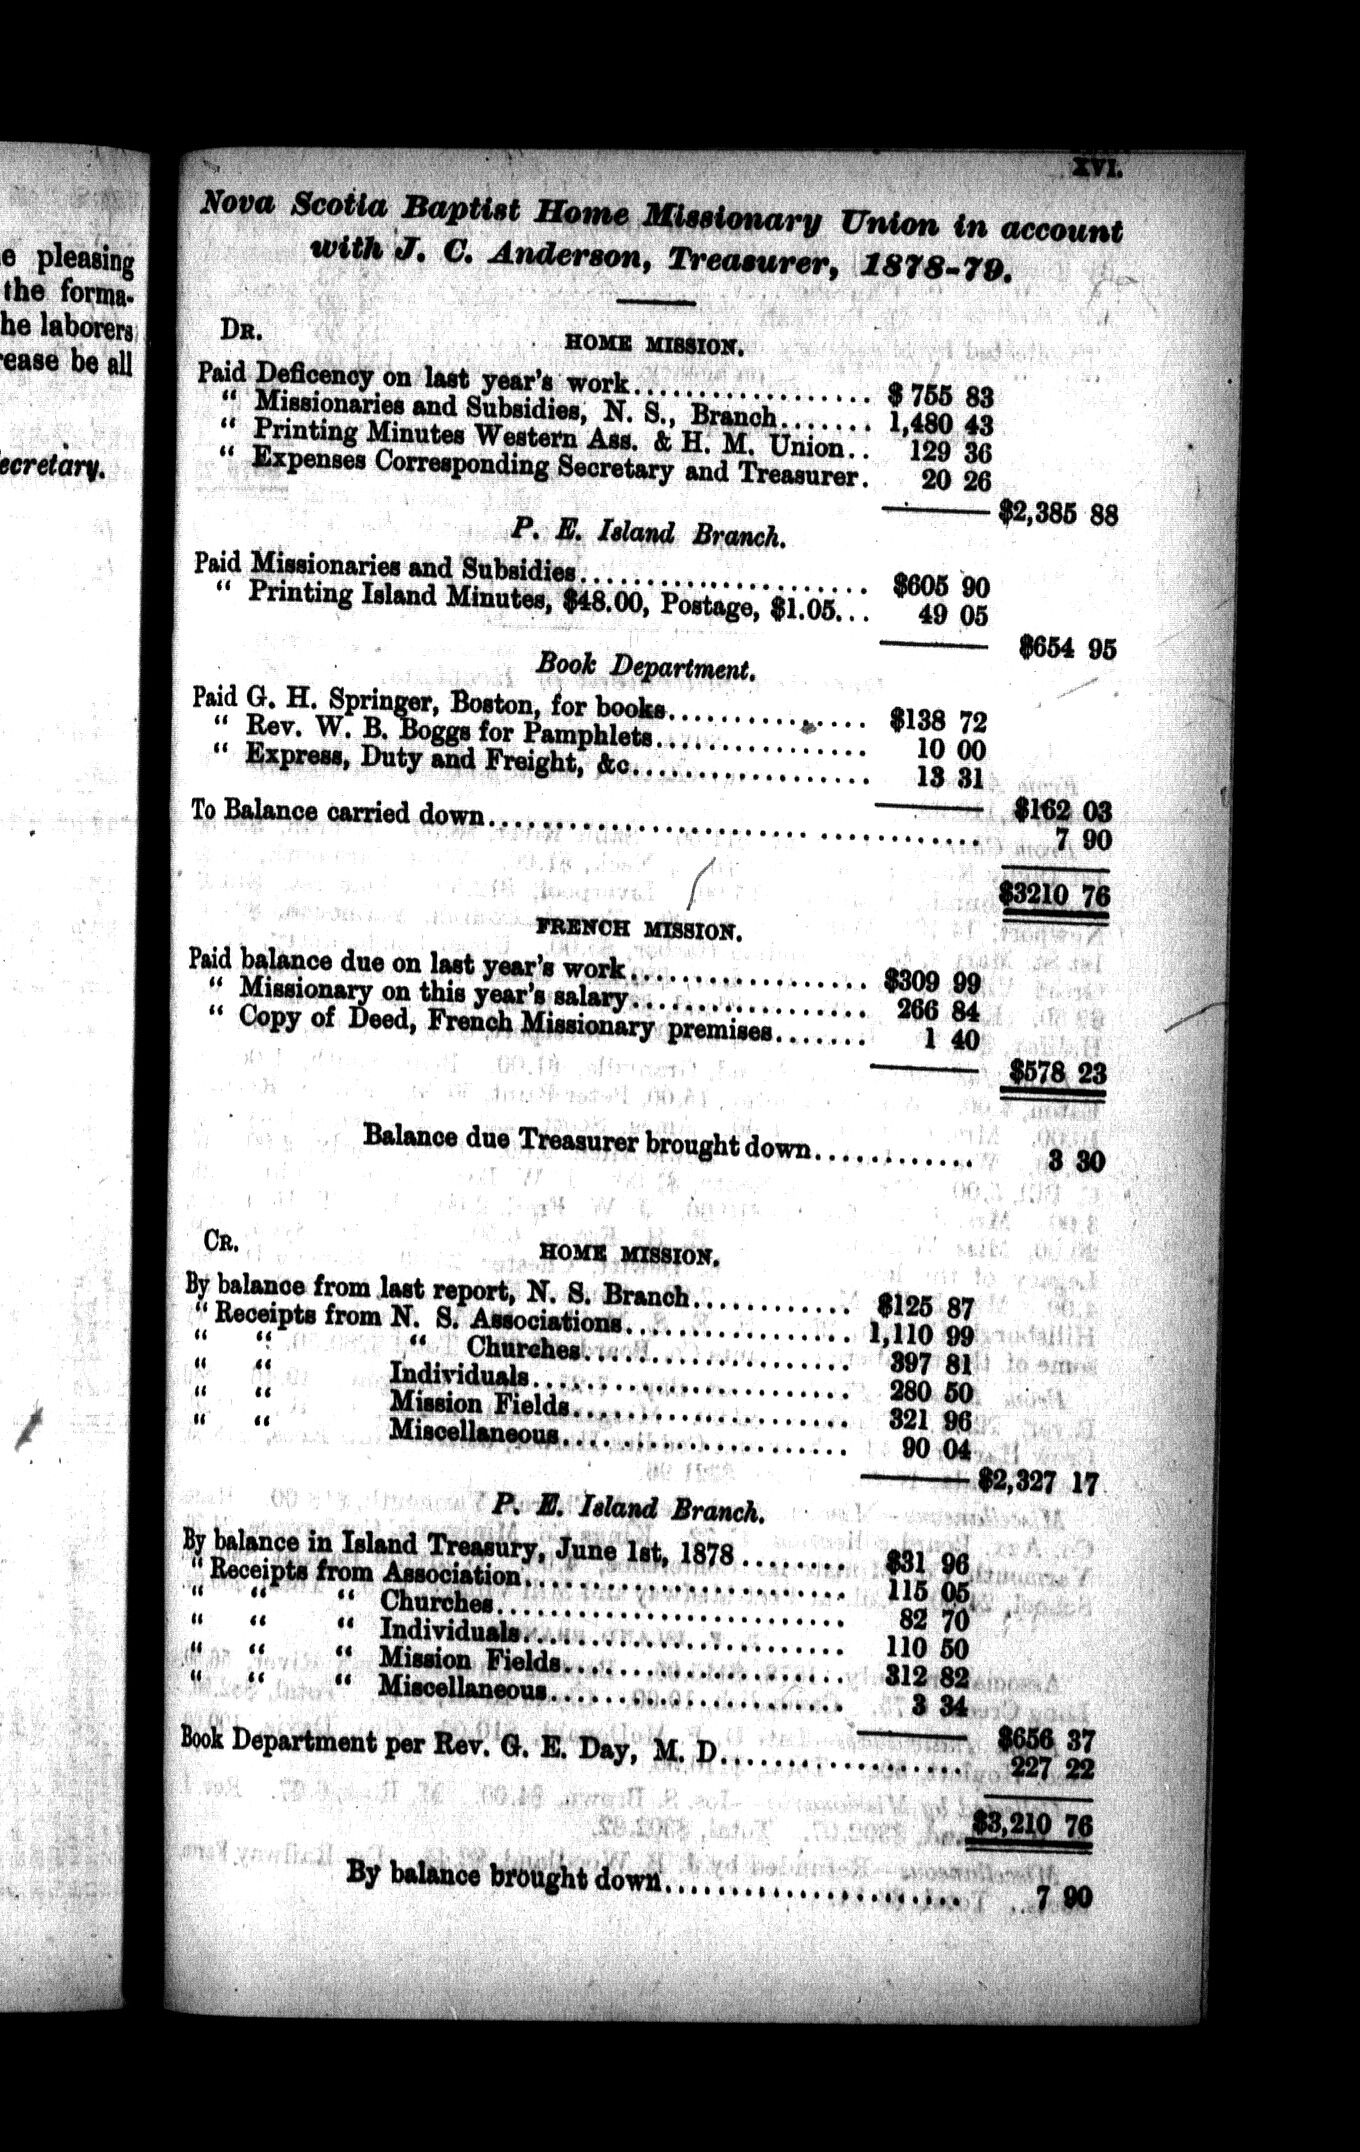 e pleasing
the forma-
he laborers
rease be all
ecretary.
XVI.
Nova Scotia Baptist Home Missionary Union in account
with J. C. Anderson, Treasurer, 1878-79.
DR.
HOME MISSION.
Paid Deficency on last year's work.................. $ 755 83
“ Missionaries and Subsidies, N. S., Branch....... 1,480 43
“ Printing Minutes Western Ass. & H. M. Union.. 129 36
“ Expenses Corresponding Secretary and Treasurer. 20 26
$2,385 88
P. E. Island Branch.
Paid Missionaries and Subsidies...................... $605 90
“ Printing Island Minutes, $48.00, Postage, $1.05... 49 05
$654 95
Book Department.
Paid G. H. Springer, Boston, for books............... $138 72
“ Rev. W. B. Boggs for Pamphlets................ 10 00
“ Express, Duty and Freight, &c.................. 13 31
$162 03
To Balance carried down.................................... 7 90
$3210 76
FRENCH MISSION.
Paid balance due on last year's work.................. $309 99
“ Missionary on this year's salary.................. 266 84
“ Copy of Deed, French Missionary premises....... 1 40
$578 23
Balance due Treasurer brought down............ 3 30
CR.
HOME MISSION.
By balance from last report, N. S. Branch............ $125 87
“ Receipts from N. S. Associations................. 1,110 99
“ “ “ Churches.................... 397 81
“ “ Individuals........................ 280 50
“ “ Mission Fields..................... 321 96
“ “ Miscellaneous..................... 90 04
$2,327 17
P. E. Island Branch.
By balance in Island Treasury, June 1st, 1878 ........ $31 96
“ Receipts from Association........................ 115 05
“ “ “ Churches.......................... 82 70
“ “ “ Individuals........................ 110 50
“ “ “ Mission Fields..................... 312 82
“ “ “ Miscellaneous...................... 3 34
$656 37
Book Department per Rev. G. E. Day, M. D.................. 227 22
$3,210 76
By balance brought down...................... 7 90